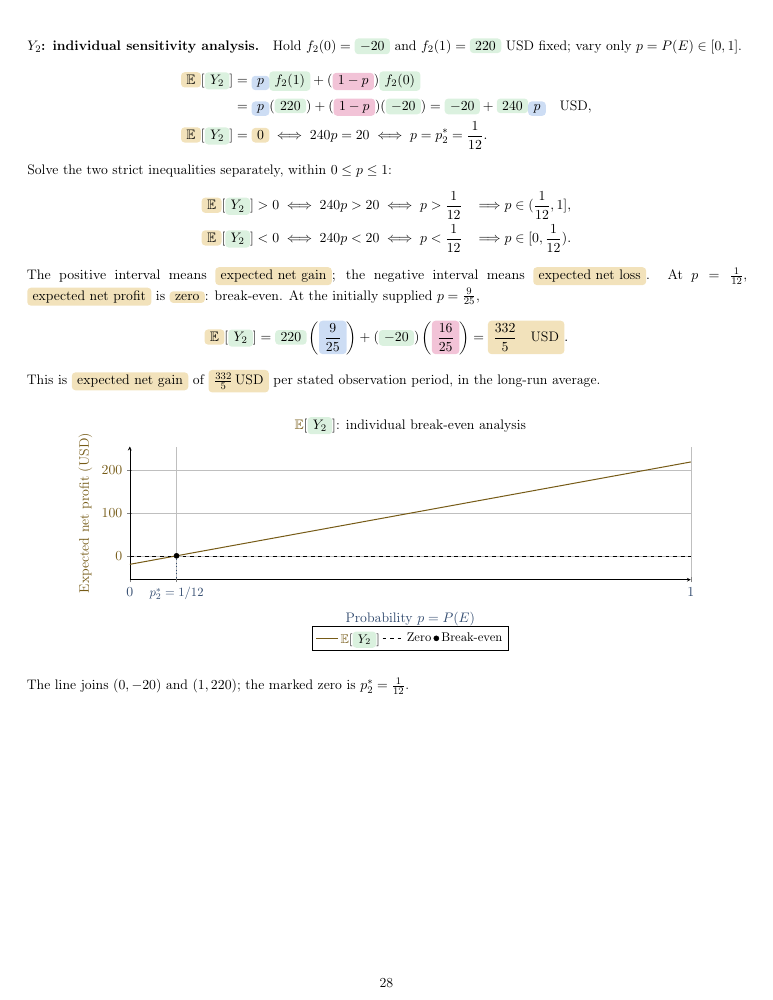 Y₂: individual sensitivity analysis. Hold f₂(0) = −20 and f₂(1) = 220 USD fixed; vary only p = P(E) ∈ [0, 1].
𝔼[Y₂] = p f₂(1) + (1 − p) f₂(0)
= p(220) + (1 − p)(−20) = −20 + 240 p USD,
𝔼[Y₂] = 0 ⟺ 240p = 20 ⟺ p = p₂* = 1/12.
Solve the two strict inequalities separately, within 0 ≤ p ≤ 1:
𝔼[Y₂] > 0 ⟺ 240p > 20 ⟺ p > 1/12 ⟹ p ∈ (1/12, 1],
𝔼[Y₂] < 0 ⟺ 240p < 20 ⟺ p < 1/12 ⟹ p ∈ [0, 1/12).
The positive interval means expected net gain; the negative interval means expected net loss. At p = 1/12,
expected net profit is zero: break-even. At the initially supplied p = 9/25,
𝔼[Y₂] = 220 (9/25) + (−20) (16/25) = 332/5 USD.
This is expected net gain of 332/5 USD per stated observation period, in the long-run average.
𝔼[Y₂]: individual break-even analysis
Expected net profit (USD)
200
100
0
0 p₂* = 1/12 1
Probability p = P(E)
𝔼[Y₂] Zero Break-even
The line joins (0, −20) and (1, 220); the marked zero is p₂* = 1/12.
28